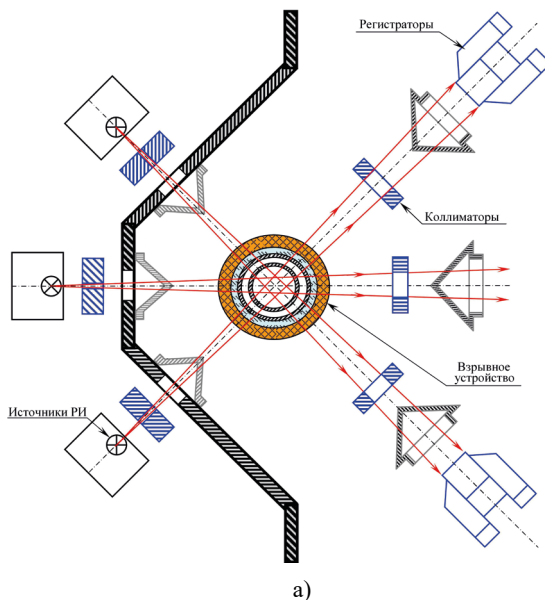 Регистраторы
Коллиматоры
Взрывное
устройство
Источники РИ
а)